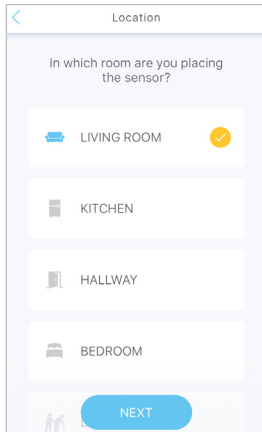 Location
In which room are you placing
the sensor?
LIVING ROOM
KITCHEN
HALLWAY
BEDROOM
NEXT